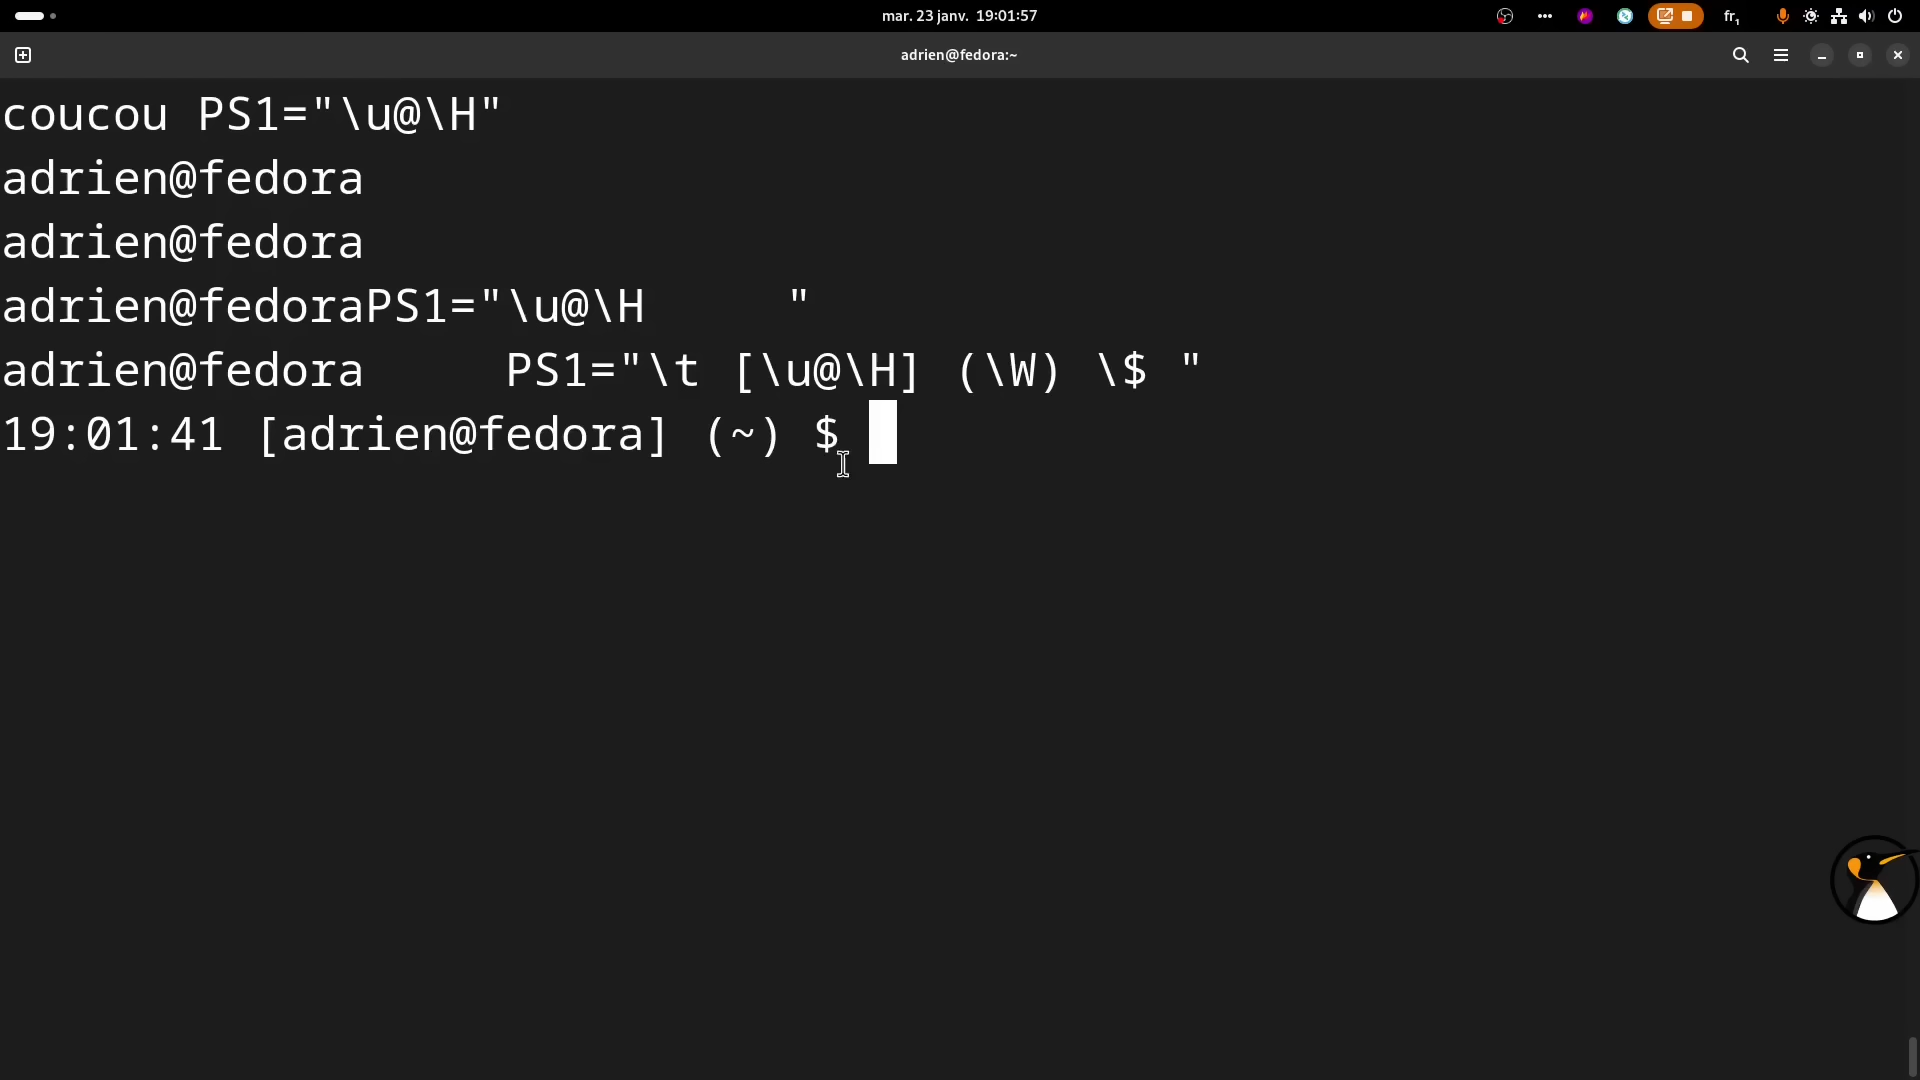 mar. 23 janv. 19:01:57
fr₁
adrien@fedora:~
coucou PS1="\u@\H"
adrien@fedora
adrien@fedora
adrien@fedoraPS1="\u@\H     "
adrien@fedora     PS1="\t [\u@\H] (\W) \$ "
19:01:41 [adrien@fedora] (~) $